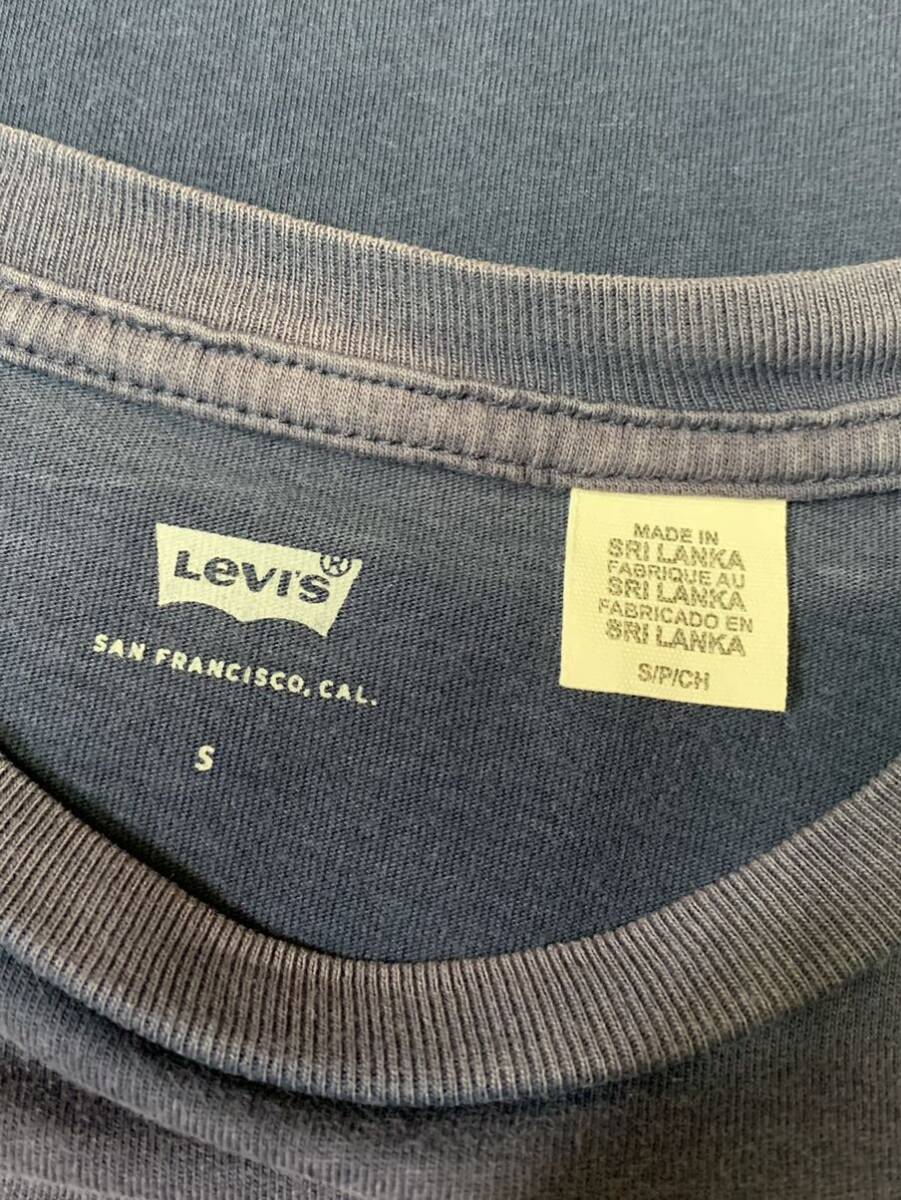 Levi's®
SAN FRANCISCO, CAL.
S
MADE IN
SRI LANKA
FABRIQUE AU
SRI LANKA
FABRICADO EN
SRI LANKA
S/P/CH